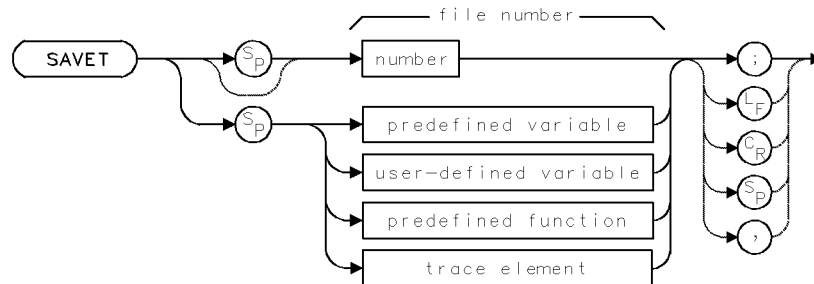 file number
SAVET
SP
number
;
SP
predefined variable
LF
user-defined variable
CR
predefined function
SP
trace element
,